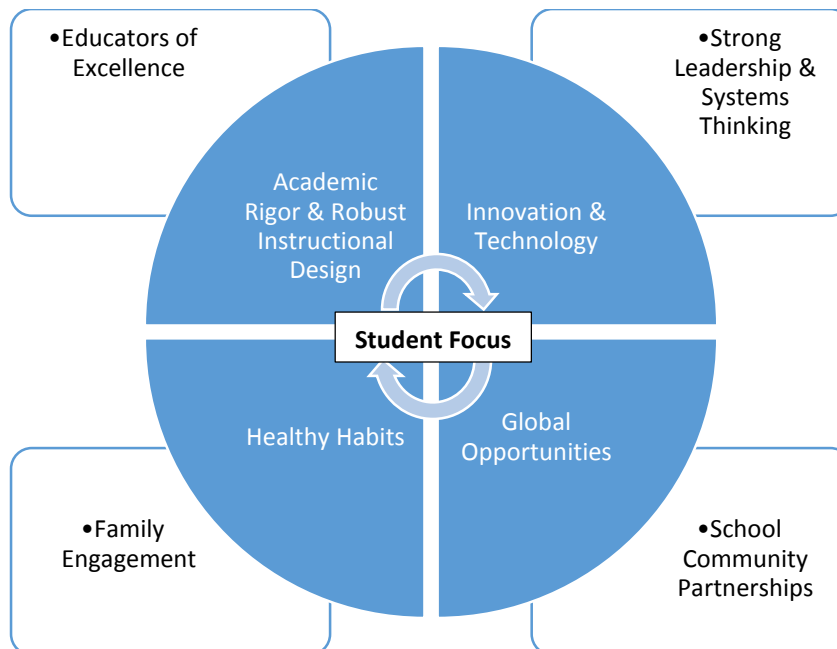 •Educators of
Excellence
•Strong
Leadership &
Systems
Thinking
Academic
Rigor & Robust
Instructional
Design
Innovation &
Technology
Student Focus
Healthy Habits
Global
Opportunities
•Family
Engagement
•School
Community
Partnerships